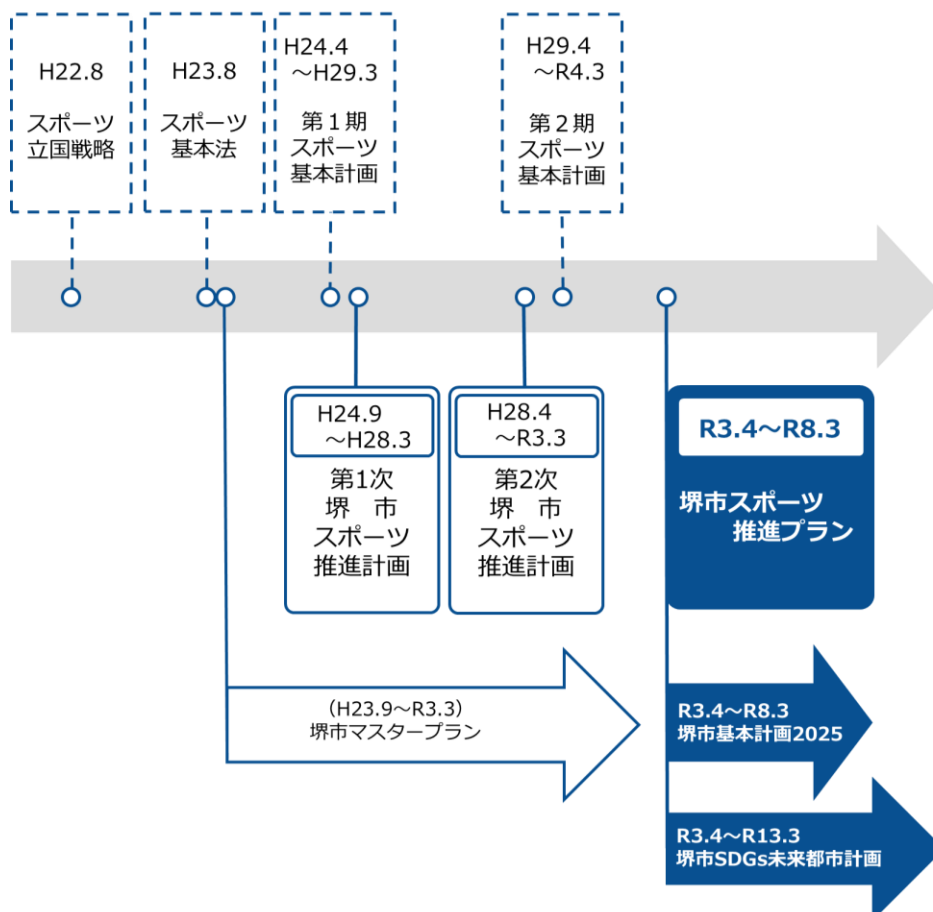 H22.8
スポーツ
立国戦略
H23.8
スポーツ
基本法
H24.4
～H29.3
第１期
スポーツ
基本計画
H29.4
～R4.3
第２期
スポーツ
基本計画
H24.9
～H28.3
第1次
堺　市
スポーツ
推進計画
H28.4
～R3.3
第2次
堺　市
スポーツ
推進計画
R3.4～R8.3
堺市スポーツ
推進プラン
（H23.9～R3.3）
堺市マスタープラン
R3.4～R8.3
堺市基本計画2025
R3.4～R13.3
堺市SDGs未来都市計画